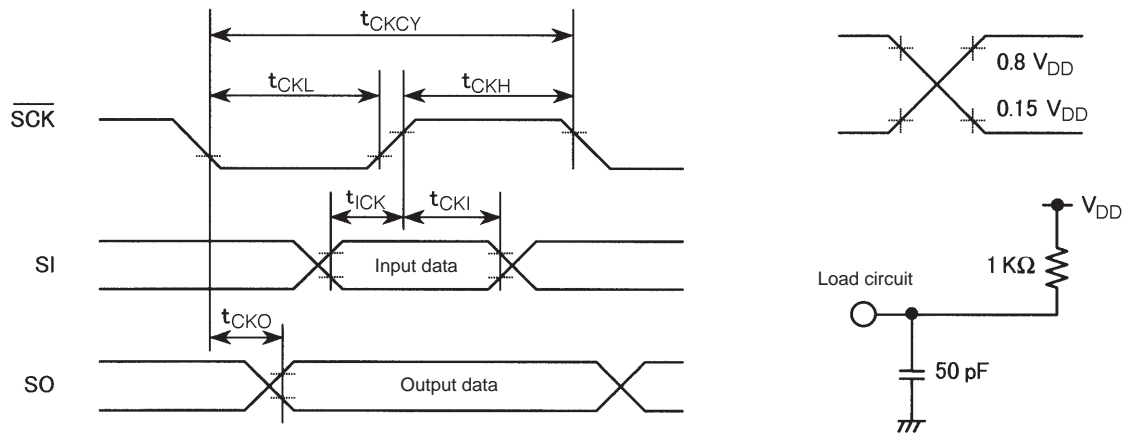 tCKCY
tCKL
tCKH
SCK
tICK
tCKI
SI
Input data
tCKO
SO
Output data
0.8 VDD
0.15 VDD
VDD
1 KΩ
Load circuit
50 pF